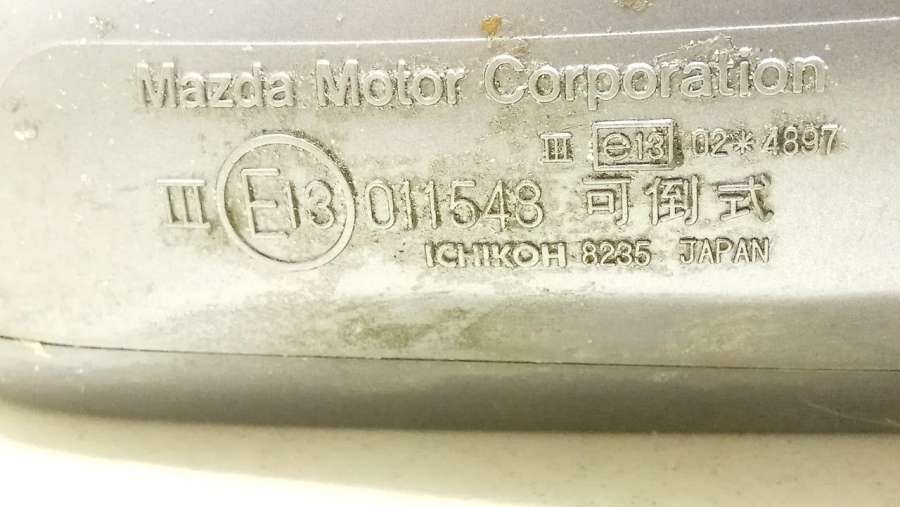 Mazda Motor Corporation
III e13 02*4897
III E13 011548 可倒式
ICHIKOH 8235 JAPAN